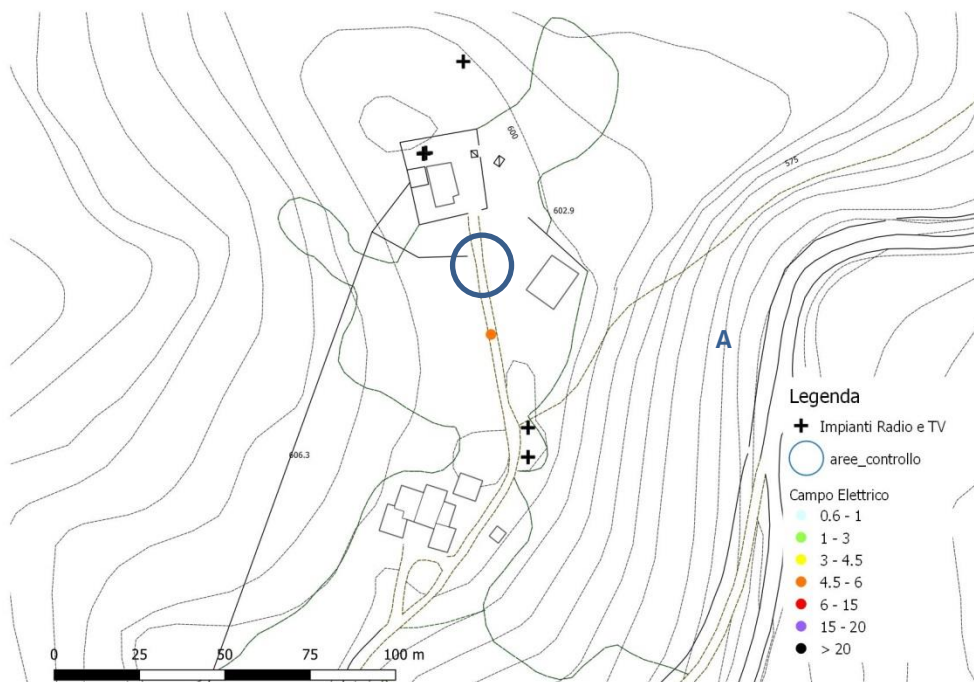 600
575
602.9
A
606.3
Legenda
Impianti Radio e TV
aree_controllo
Campo Elettrico
0.6 - 1
1 - 3
3 - 4.5
4.5 - 6
6 - 15
15 - 20
> 20
0 25 50 75 100 m